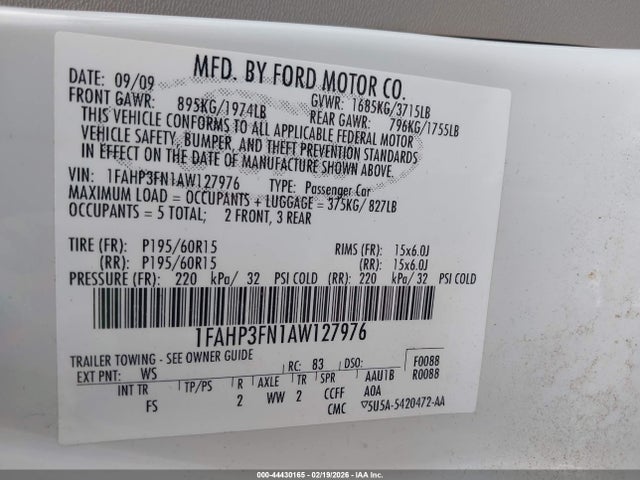 MFD. BY FORD MOTOR CO.
DATE: 09/09 GVWR: 1685KG/3715LB
FRONT GAWR: 895KG/1974LB REAR GAWR: 796KG/1755LB
THIS VEHICLE CONFORMS TO ALL APPLICABLE FEDERAL MOTOR
VEHICLE SAFETY, BUMPER, AND THEFT PREVENTION STANDARDS
IN EFFECT ON THE DATE OF MANUFACTURE SHOWN ABOVE.
VIN: 1FAHP3FN1AW127976 TYPE: Passenger Car
MAXIMUM LOAD = OCCUPANTS + LUGGAGE = 375KG/ 827LB
OCCUPANTS = 5 TOTAL; 2 FRONT, 3 REAR
TIRE (FR): P195/60R15 RIMS (FR): 15x6.0J
(RR): P195/60R15 (RR): 15x6.0J
PRESSURE (FR): 220 kPa/ 32 PSI COLD (RR): 220 kPa/ 32 PSI COLD
1FAHP3FN1AW127976
TRAILER TOWING - SEE OWNER GUIDE
EXT PNT: WS RC: 83 DSO: F0088
R0088
INT TR TP/PS R AXLE TR SPR AAU1B
FS 2 WW 2 CCFF A0A
CMC ▽5U5A-5420472-AA
000-44430165 - 02/19/2026 - IAAI - US